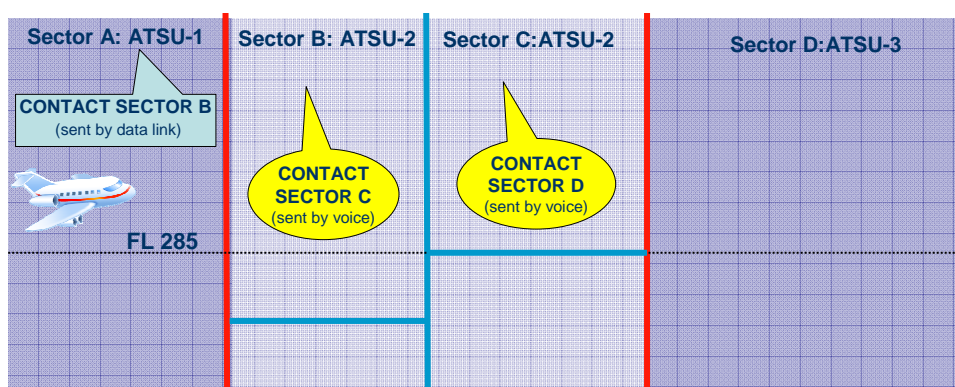 Sector A: ATSU-1
Sector B: ATSU-2
Sector C:ATSU-2
Sector D:ATSU-3
CONTACT SECTOR B
(sent by data link)
CONTACT
SECTOR C
(sent by voice)
CONTACT
SECTOR D
(sent by voice)
FL 285